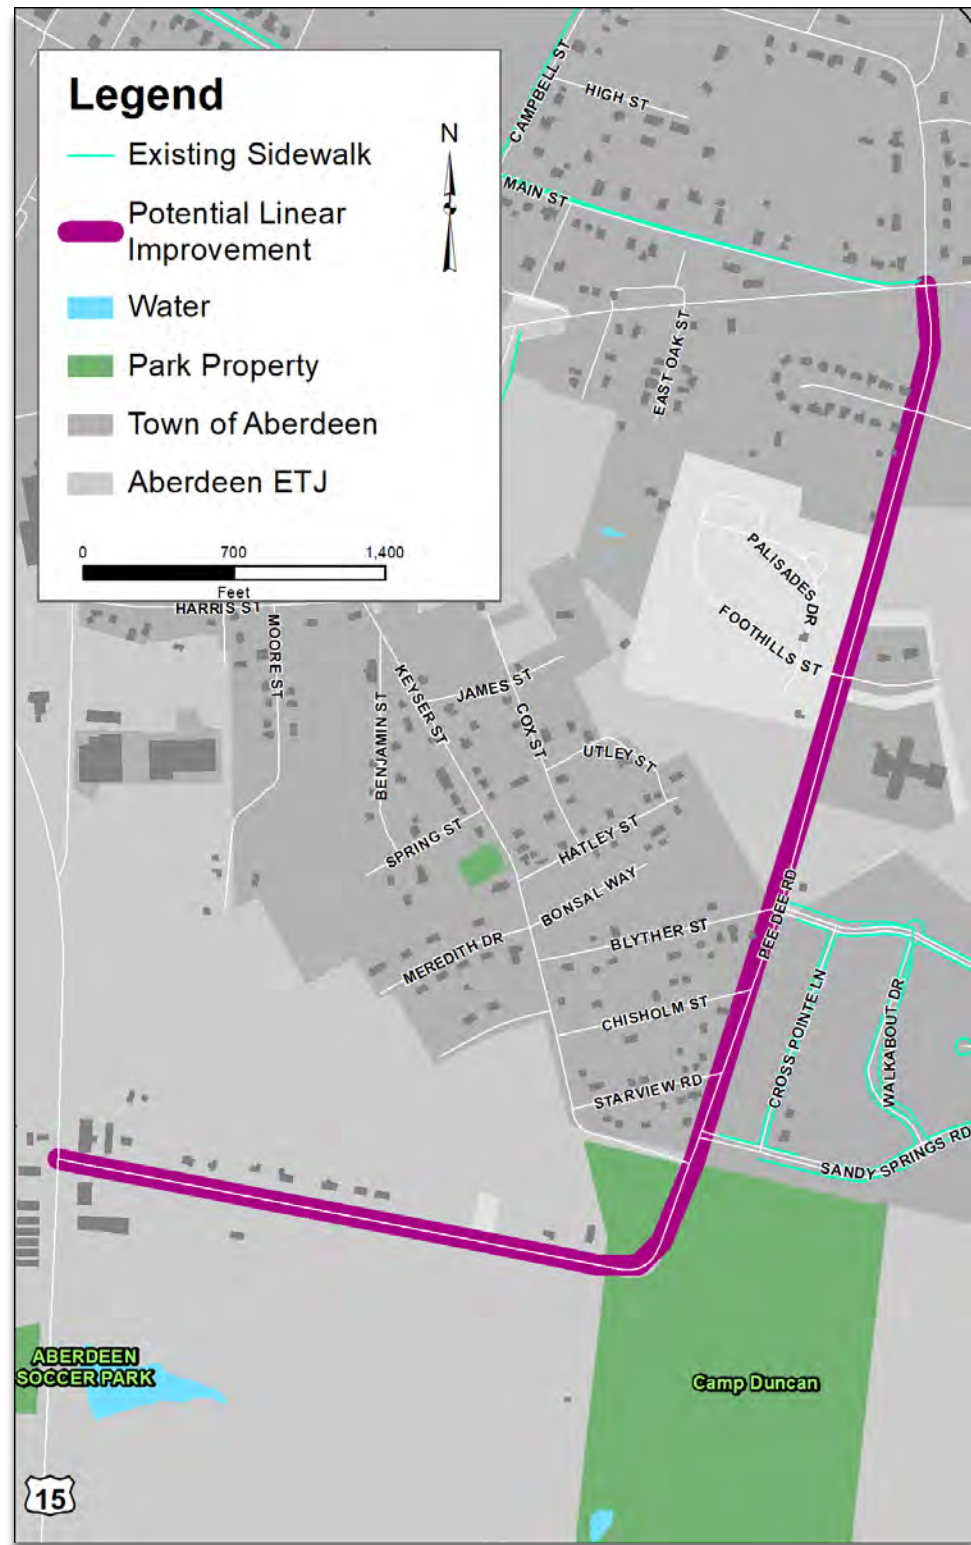 Legend
Existing Sidewalk
Potential Linear
Improvement
Water
Park Property
Town of Aberdeen
Aberdeen ETJ
N
0 700 1,400
Feet
CAMPBELL ST
HIGH ST
MAIN ST
EAST OAK ST
PALISADES DR
FOOTHILLS ST
HARRIS ST
MOORE ST
BENJAMIN ST
KEYSER ST
JAMES ST
COX ST
UTLEY ST
SPRING ST
HATLEY ST
BONSAL WAY
MEREDITH DR
BLYTHER ST
PEE-DEE RD
CHISHOLM ST
STARVIEW RD
CROSS POINTE LN
WALKABOUT DR
SANDY SPRINGS RD
ABERDEEN
SOCCER PARK
Camp Duncan
15